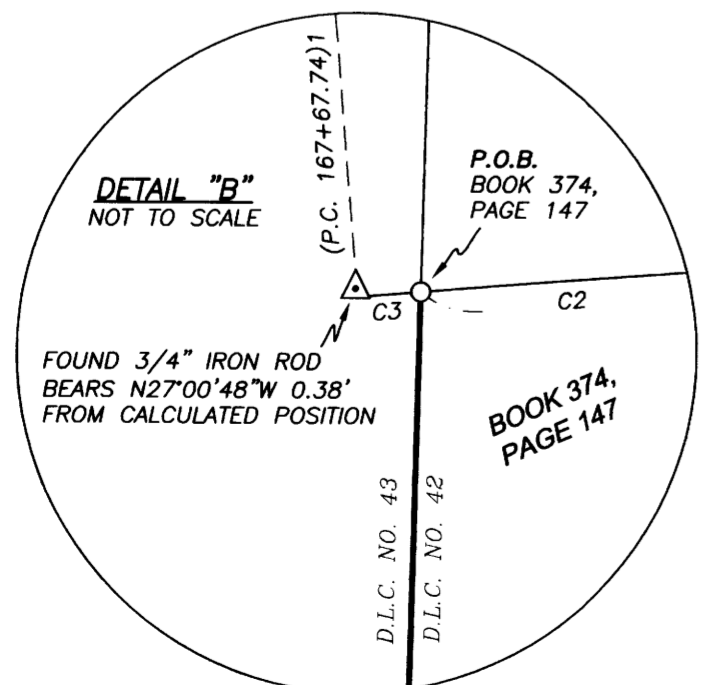 (P.C. 167+67.74)1
DETAIL "B"
NOT TO SCALE
P.O.B.
BOOK 374,
PAGE 147
C3
C2
FOUND 3/4" IRON ROD
BEARS N27°00'48"W 0.38'
FROM CALCULATED POSITION
BOOK 374,
PAGE 147
D.L.C. NO. 43
D.L.C. NO. 42